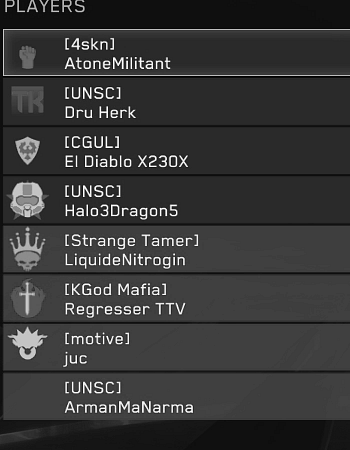 PLAYERS
[4skn]
AtoneMilitant
TK
[UNSC]
Dru Herk
[CGUL]
El Diablo X230X
[UNSC]
Halo3Dragon5
[Strange Tamer]
LiquideNitrogin
[KGod Mafia]
Regresser TTV
[motive]
juc
[UNSC]
ArmanMaNarma